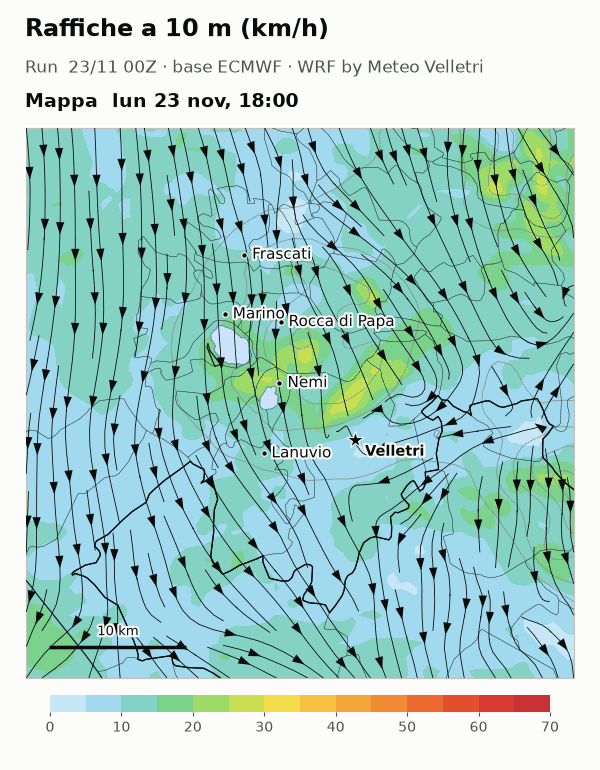 Raffiche a 10 m (km/h)
Run  23/11 00Z · base ECMWF · WRF by Meteo Velletri
Mappa  lun 23 nov, 18:00
Frascati
Marino
Rocca di Papa
Nemi
Velletri
Lanuvio
10 km
0 10 20 30 40 50 60 70